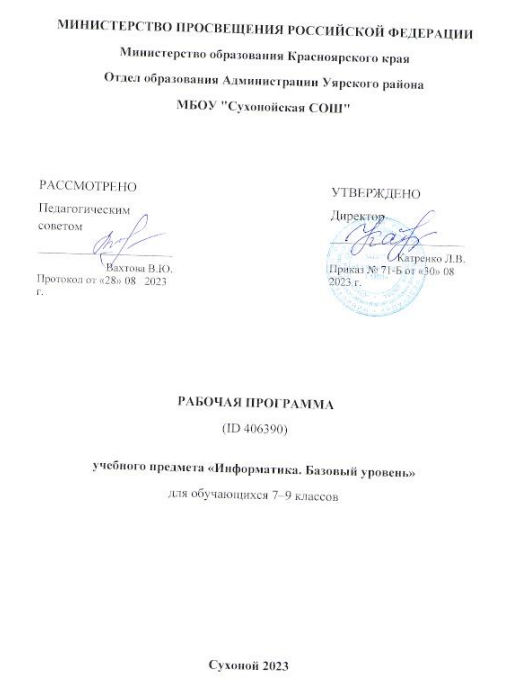 МИНИСТЕРСТВО ПРОСВЕЩЕНИЯ РОССИЙСКОЙ ФЕДЕРАЦИИ
Министерство образования Красноярского края
Отдел образования Администрации Уярского района
МБОУ "Сухонойская СОШ"
РАССМОТРЕНО
Педагогическим
советом
Вахтова В.Ю.
Протокол от «28» 08 2023
г.
УТВЕРЖДЕНО
Директор
Катренко Л.В.
Приказ № 71-Б от «30» 08
2023 г.
РАБОЧАЯ ПРОГРАММА
(ID 406390)
учебного предмета «Информатика. Базовый уровень»
для обучающихся 7–9 классов
Сухоной 2023